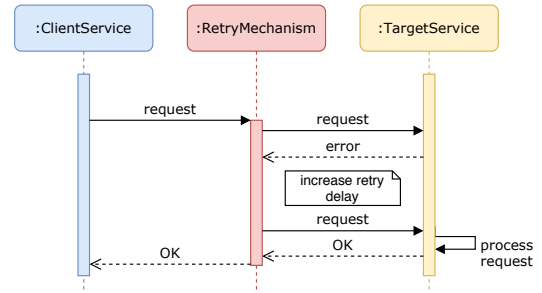 :ClientService
:RetryMechanism
:TargetService
request
request
error
increase retry
delay
request
process
request
OK
OK